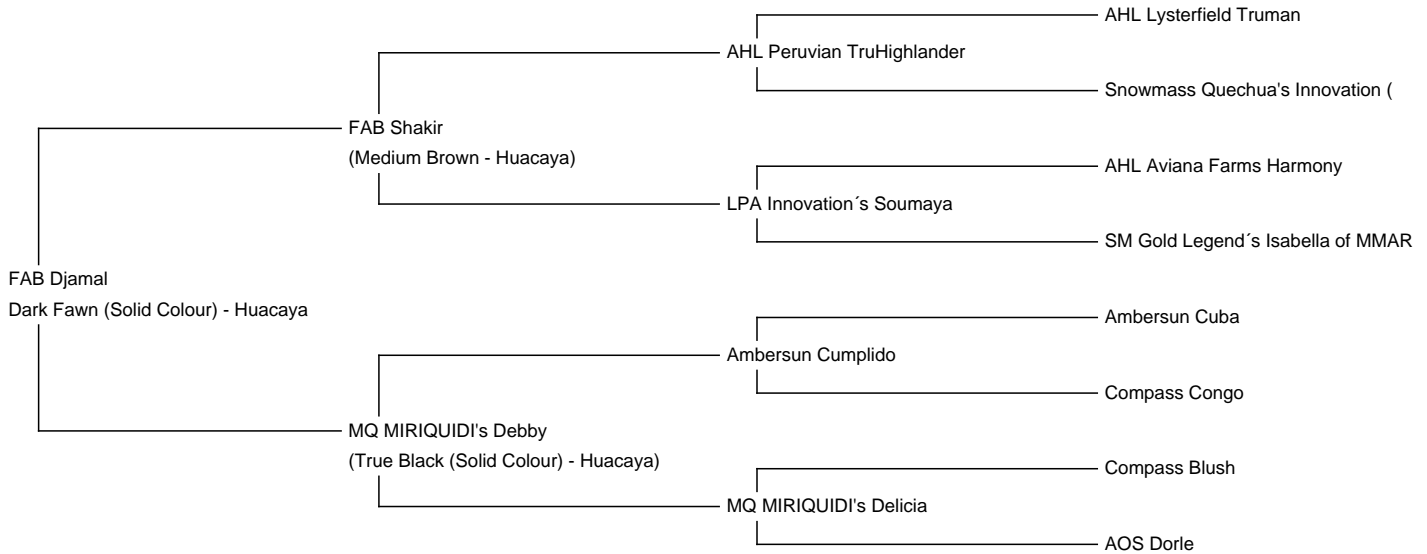 AHL Lysterfield Truman
AHL Peruvian TruHighlander
Snowmass Quechua's Innovation (
FAB Shakir
(Medium Brown - Huacaya)
AHL Aviana Farms Harmony
LPA Innovation´s Soumaya
SM Gold Legend´s Isabella of MMAR
FAB Djamal
Dark Fawn (Solid Colour) - Huacaya
Ambersun Cuba
Ambersun Cumplido
Compass Congo
MQ MIRIQUIDI's Debby
(True Black (Solid Colour) - Huacaya)
Compass Blush
MQ MIRIQUIDI's Delicia
AOS Dorle